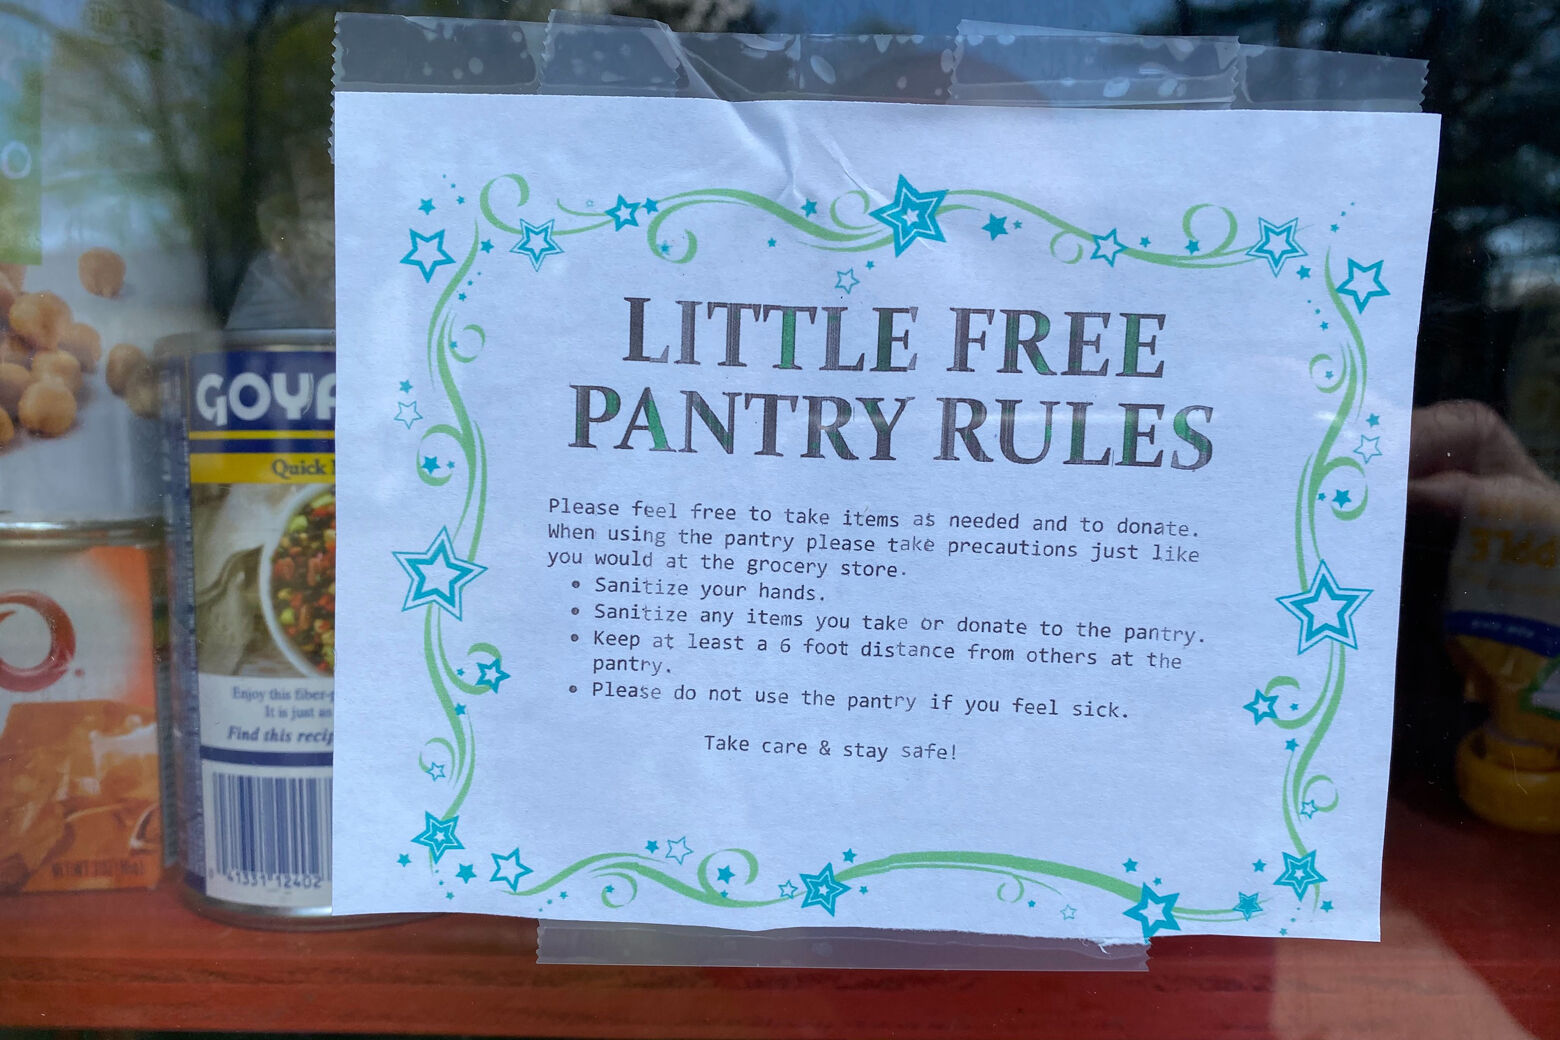 LITTLE FREE
PANTRY RULES
Please feel free to take items as needed and to donate.
When using the pantry please take precautions just like
you would at the grocery store.
• Sanitize your hands.
• Sanitize any items you take or donate to the pantry.
• Keep at least a 6 foot distance from others at the
pantry.
• Please do not use the pantry if you feel sick.
Take care & stay safe!
GOYA
Quick
Enjoy this fiber-
It is just as
Find this recip
41331 12402